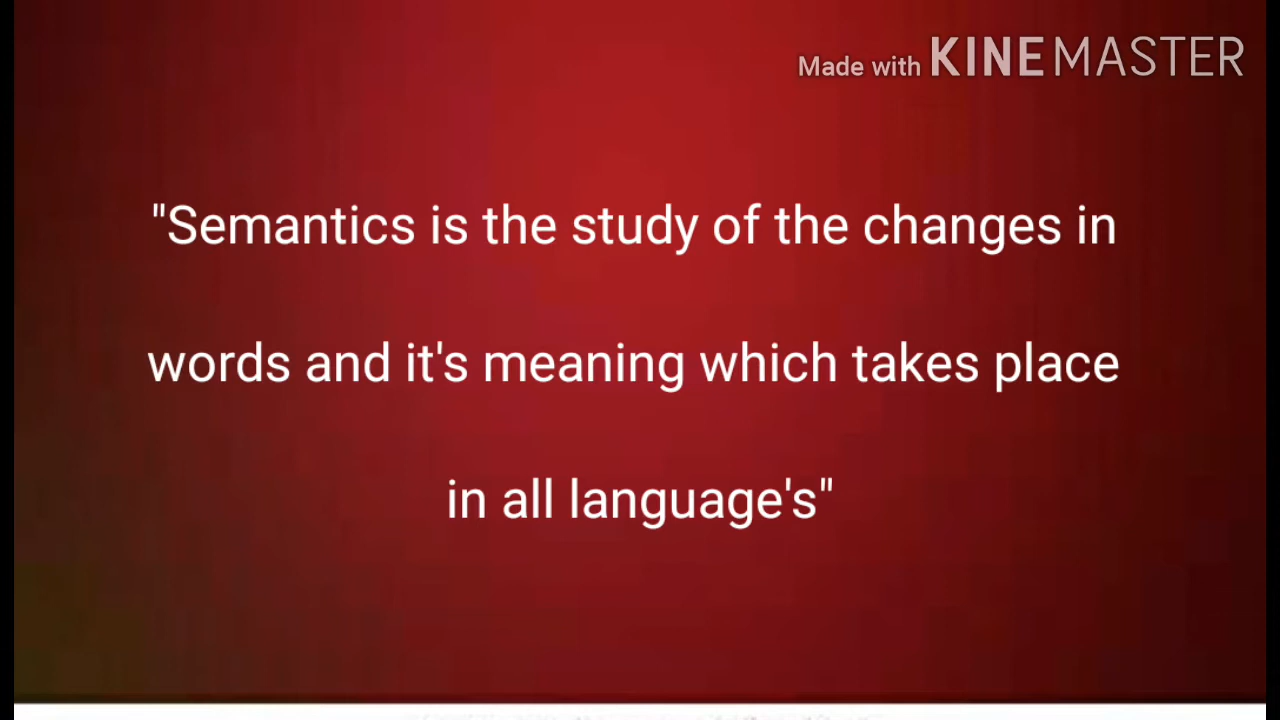 Made with KINEMASTER
"Semantics is the study of the changes in
words and it's meaning which takes place
in all language's"